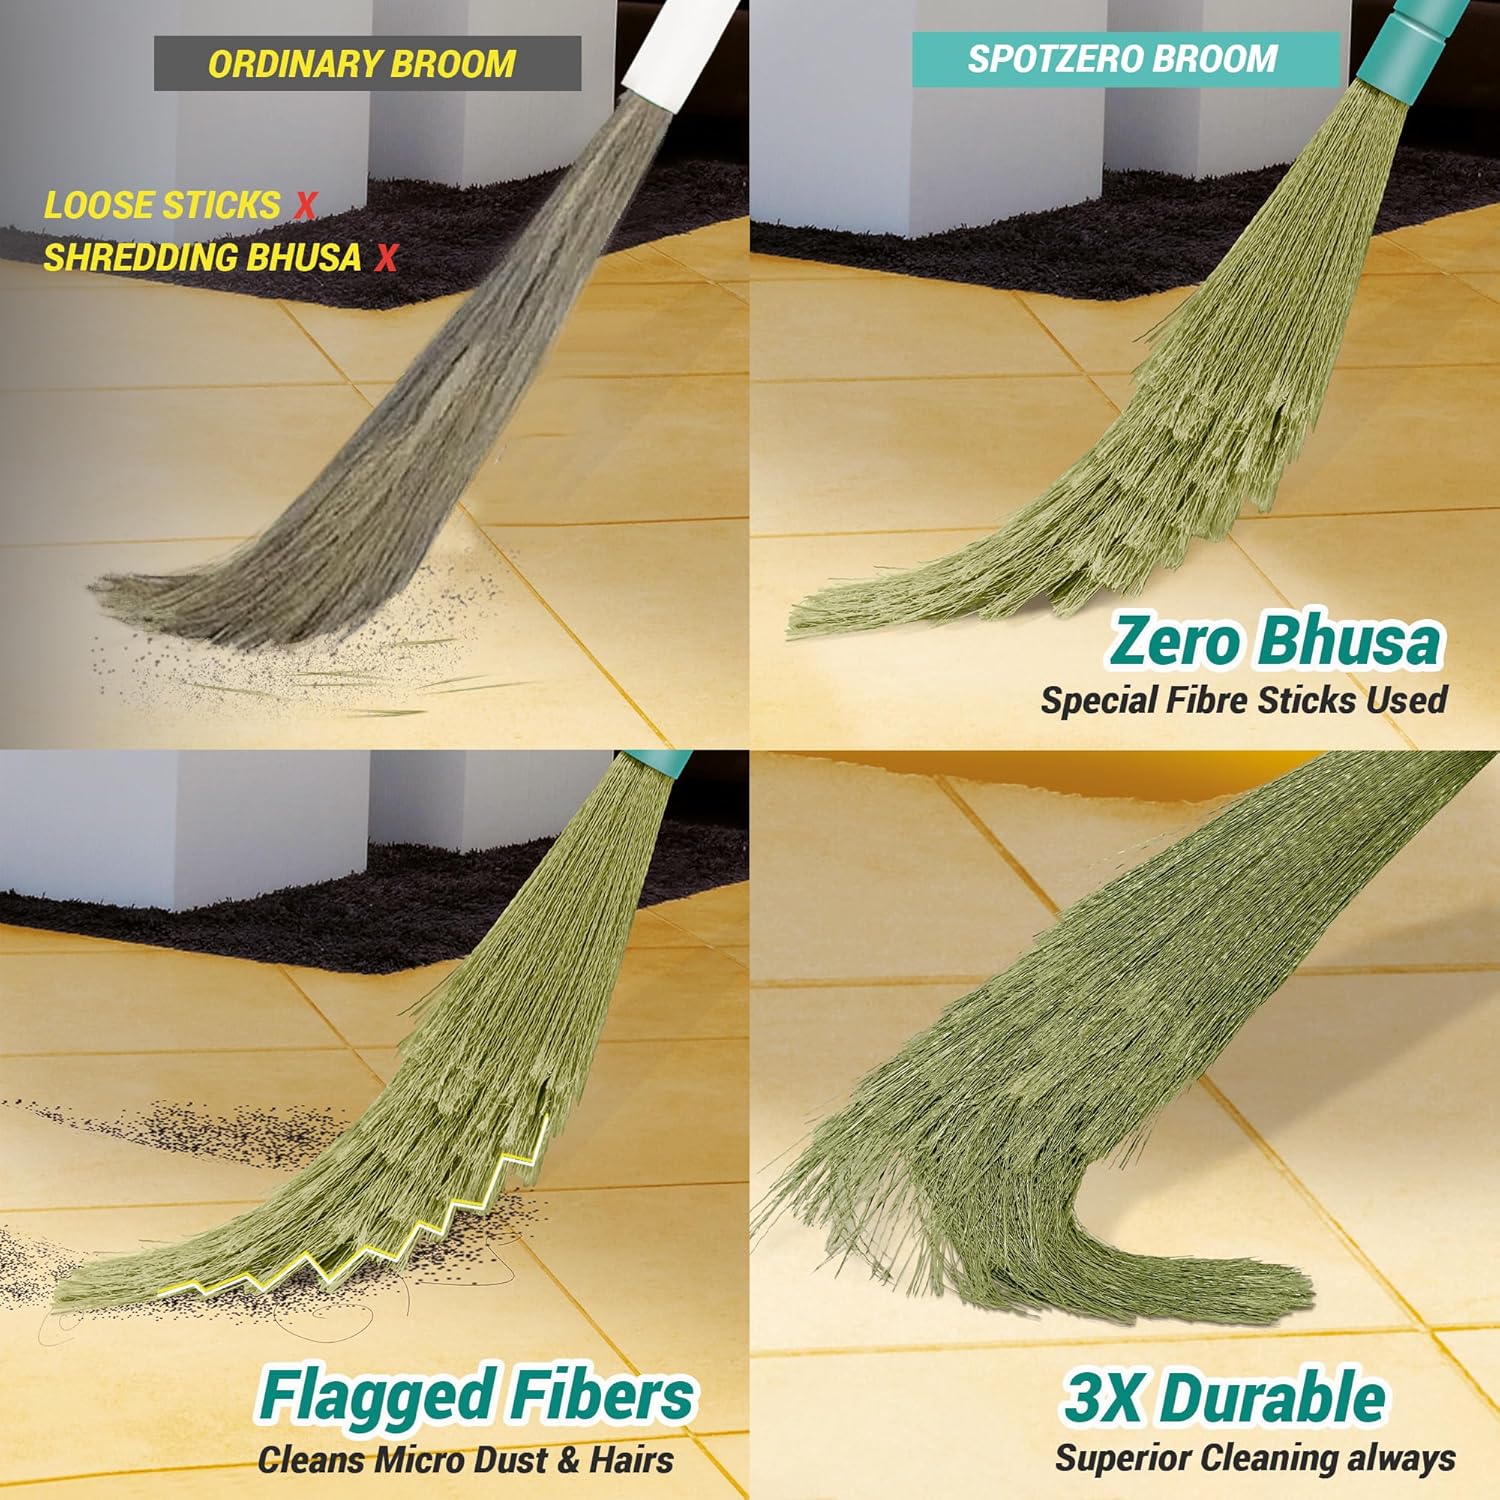 ORDINARY BROOM
LOOSE STICKS X
SHREDDING BHUSA X
SPOTZERO BROOM
Zero Bhusa
Special Fibre Sticks Used
Flagged Fibers
Cleans Micro Dust & Hairs
3X Durable
Superior Cleaning always